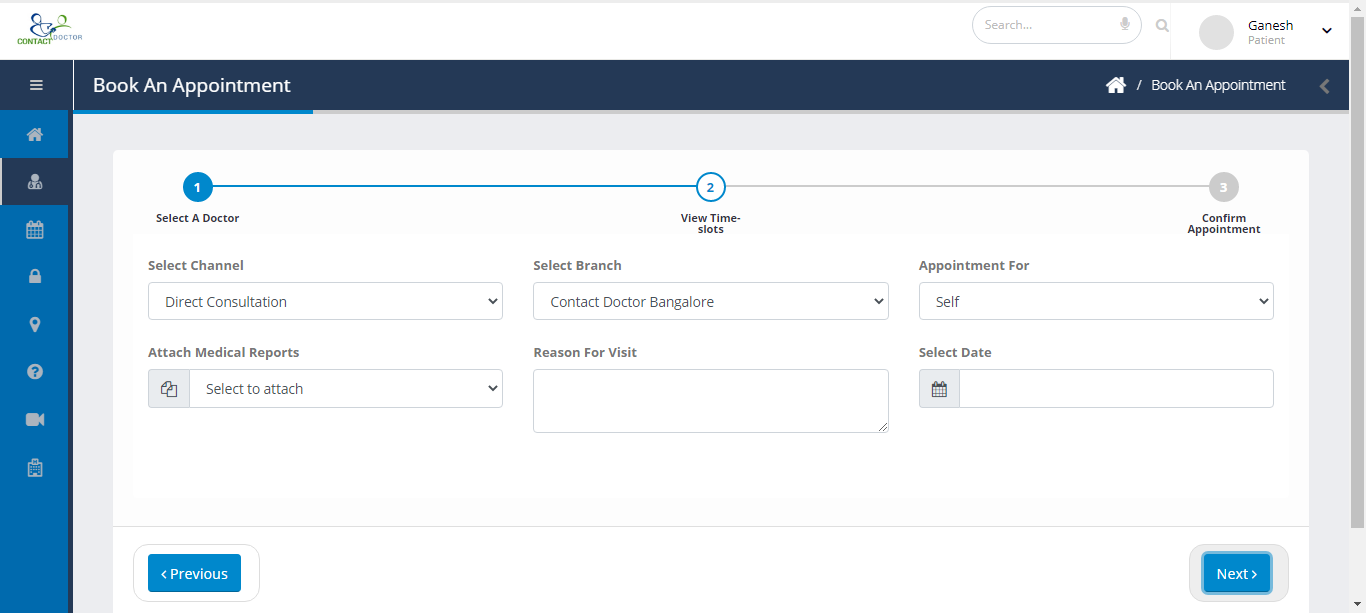 CONTACT DOCTOR
Search...
Ganesh
Patient
Book An Appointment
/ Book An Appointment
1
2
3
Select A Doctor
View Time-
slots
Confirm
Appointment
Select Channel
Select Branch
Appointment For
Direct Consultation
Contact Doctor Bangalore
Self
Attach Medical Reports
Reason For Visit
Select Date
Select to attach
Previous
Next